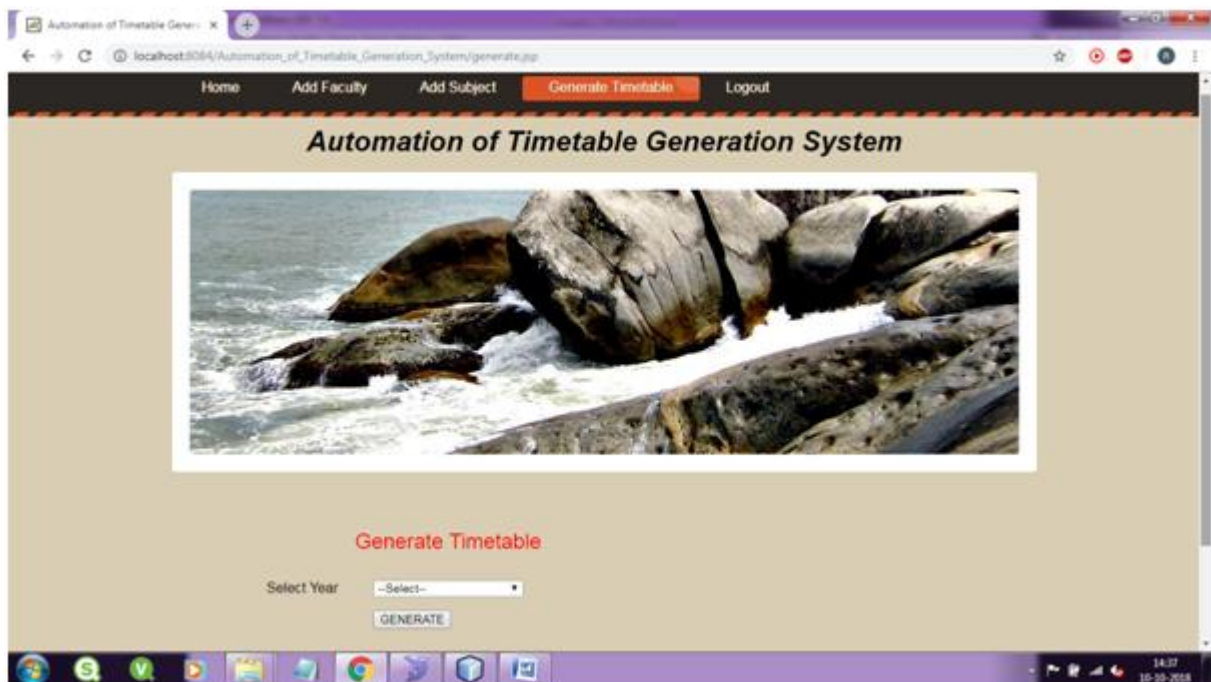 Automation of Timetable Gener
localhost:8084/Automation_of_Timetable_Generation_System/generate.jsp
Home Add Faculty Add Subject Generate Timetable Logout
Automation of Timetable Generation System
Generate Timetable
Select Year --Select--
GENERATE
14:37
10-10-2018